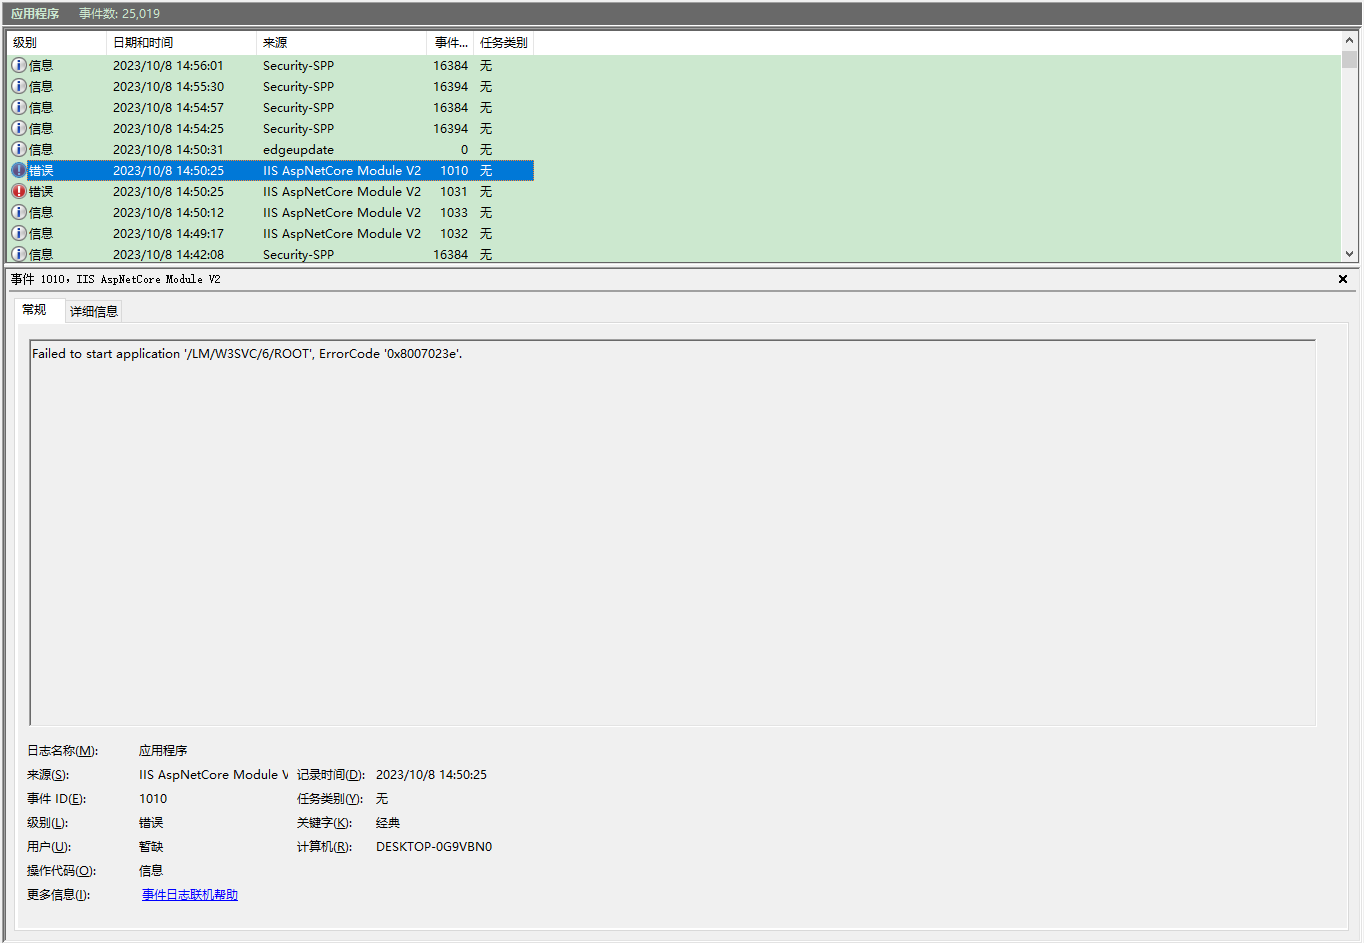 应用程序 事件数: 25,019
级别 日期和时间 来源 事件... 任务类别
信息 2023/10/8 14:56:01 Security-SPP 16384 无
信息 2023/10/8 14:55:30 Security-SPP 16394 无
信息 2023/10/8 14:54:57 Security-SPP 16384 无
信息 2023/10/8 14:54:25 Security-SPP 16394 无
信息 2023/10/8 14:50:31 edgeupdate 0 无
错误 2023/10/8 14:50:25 IIS AspNetCore Module V2 1010 无
错误 2023/10/8 14:50:25 IIS AspNetCore Module V2 1031 无
信息 2023/10/8 14:50:12 IIS AspNetCore Module V2 1033 无
信息 2023/10/8 14:49:17 IIS AspNetCore Module V2 1032 无
信息 2023/10/8 14:42:08 Security-SPP 16384 无
事件 1010，IIS AspNetCore Module V2
常规 详细信息
Failed to start application '/LM/W3SVC/6/ROOT', ErrorCode '0x8007023e'.
日志名称(M): 应用程序
来源(S): IIS AspNetCore Module V 记录时间(D): 2023/10/8 14:50:25
事件 ID(E): 1010 任务类别(Y): 无
级别(L): 错误 关键字(K): 经典
用户(U): 暂缺 计算机(R): DESKTOP-0G9VBN0
操作代码(O): 信息
更多信息(I): 事件日志联机帮助